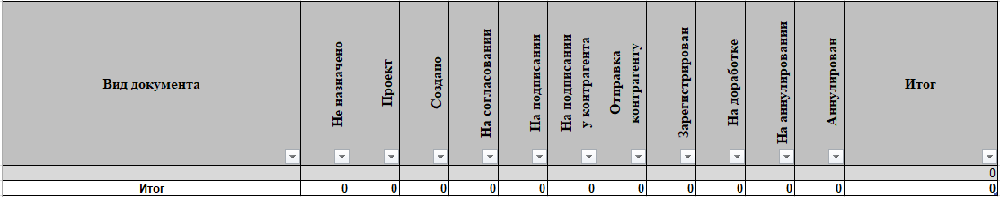 Вид документа
Не назначено
Проект
Создано
На согласовании
На подписании
На подписании
у контрагента
Отправка
контрагенту
Зарегистрирован
На доработке
На аннулировании
Аннулирован
Итог
0
Итог 0 0 0 0 0 0 0 0 0 0 0 0